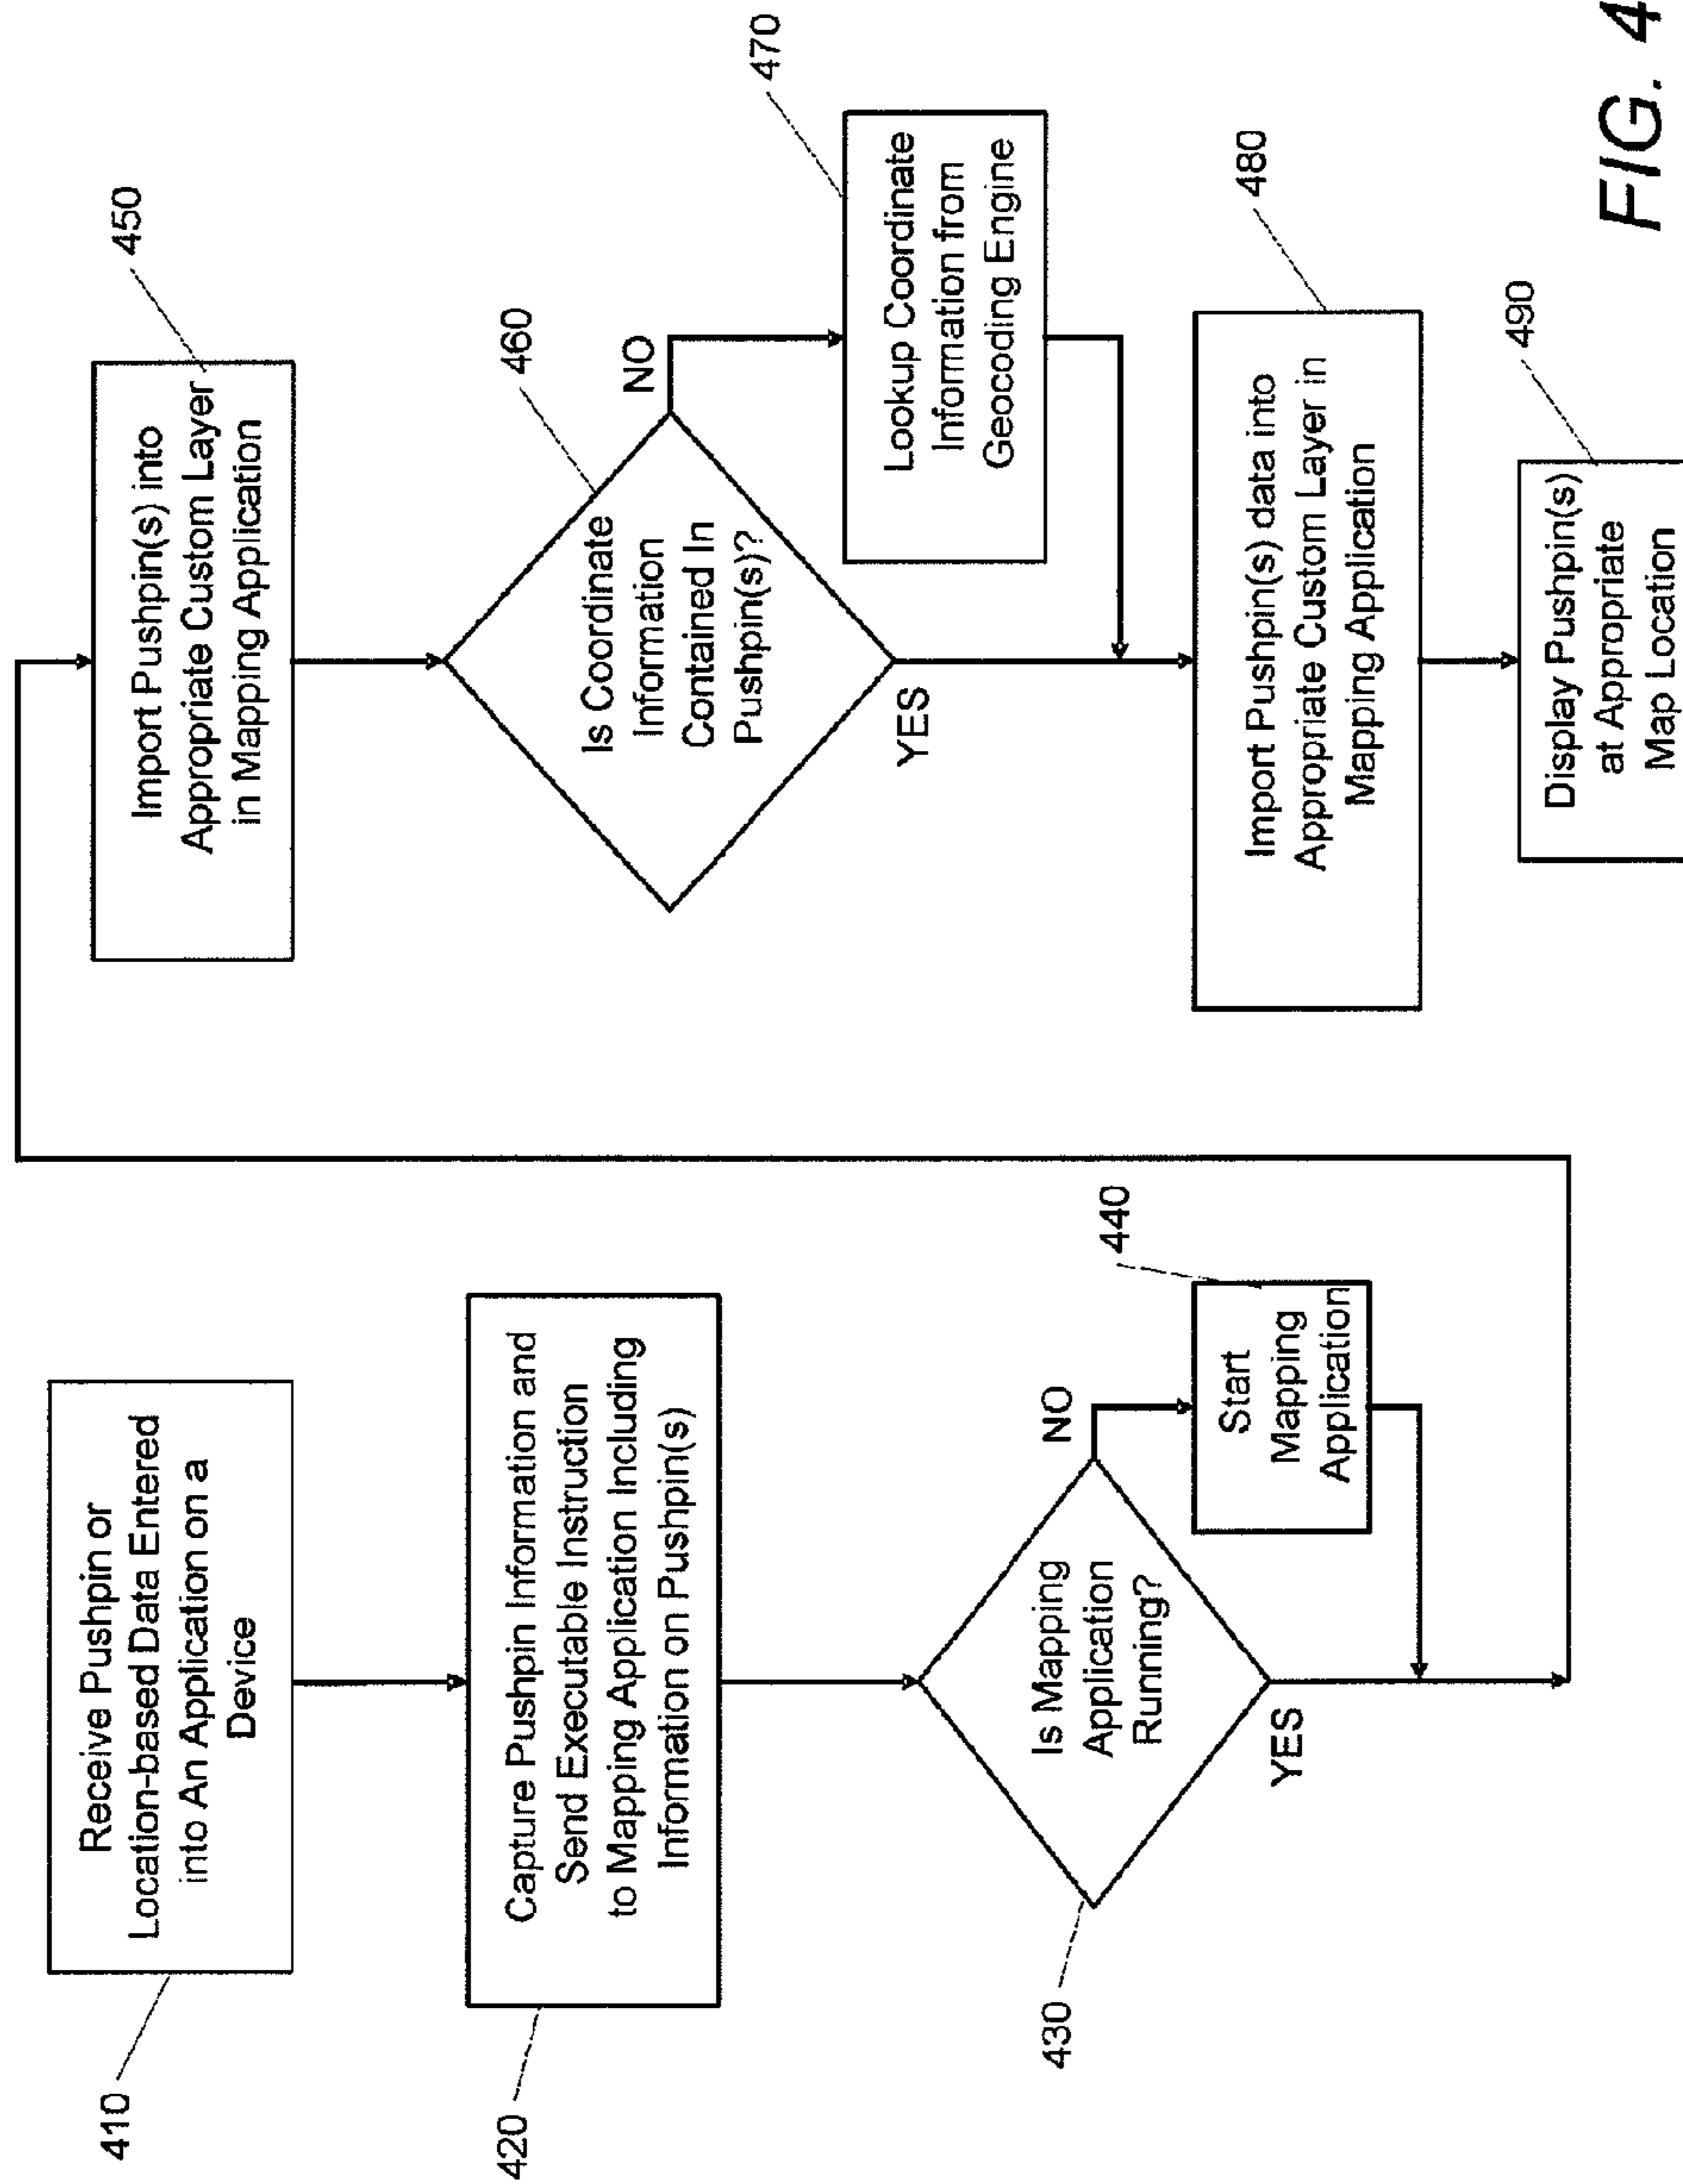 410
Receive Pushpin or
Location-based Data Entered
into An Application on a
Device
420
Capture Pushpin Information and
Send Executable Instruction
to Mapping Application Including
Information on Pushpin(s)
430
Is Mapping
Application
Running?
NO
YES
440
Start
Mapping
Application
450
Import Pushpin(s) into
Appropriate Custom Layer
in Mapping Application
460
Is Coordinate
Information
Contained In
Pushpin(s)?
NO
YES
470
Lookup Coordinate
Information from
Geocoding Engine
480
Import Pushpin(s) data into
Appropriate Custom Layer in
Mapping Application
490
Display Pushpin(s)
at Appropriate
Map Location
FIG. 4